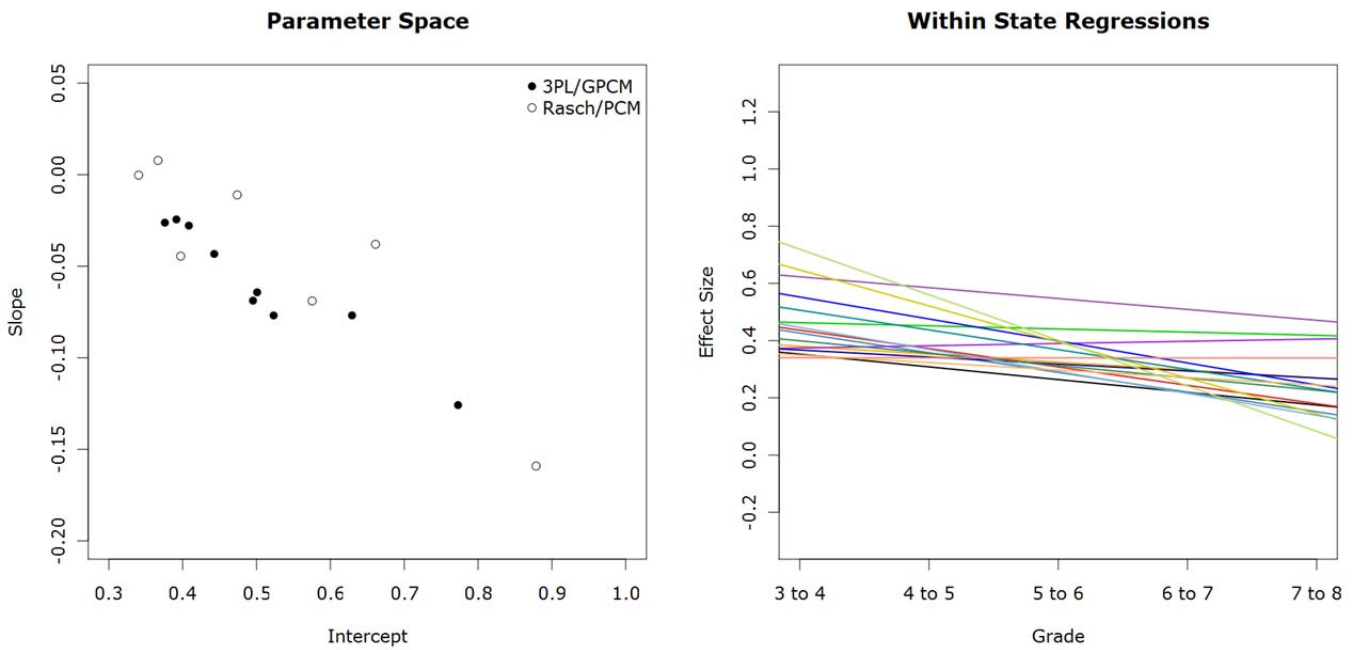 Parameter Space
3PL/GPCM
Rasch/PCM
0.05
0.00
-0.05
-0.10
-0.15
-0.20
Slope
0.3 0.4 0.5 0.6 0.7 0.8 0.9 1.0
Intercept
Within State Regressions
1.2
1.0
0.8
0.6
0.4
0.2
0.0
-0.2
Effect Size
3 to 4 4 to 5 5 to 6 6 to 7 7 to 8
Grade